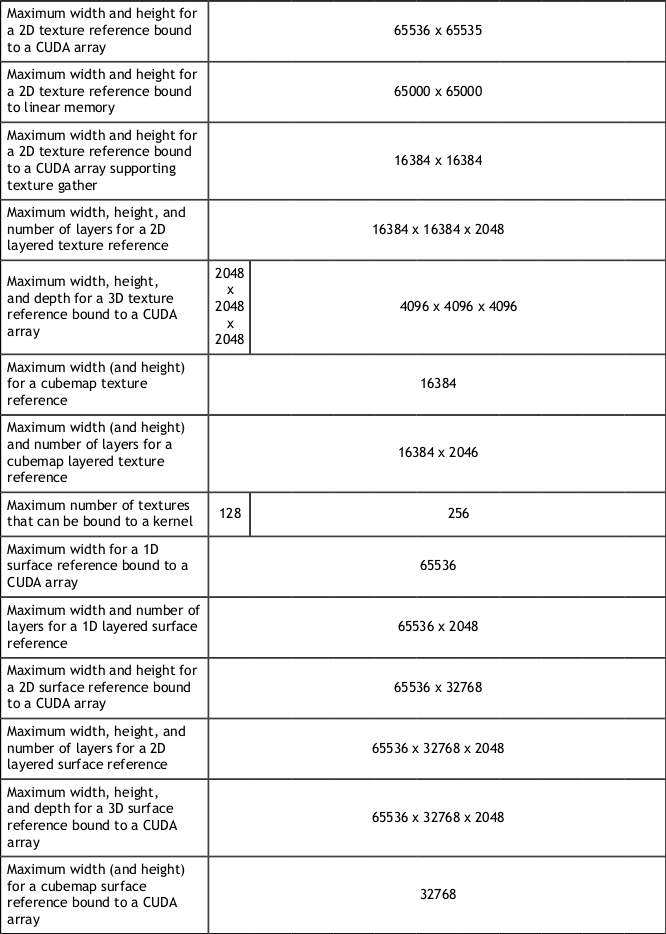 Maximum width and height for
a 2D texture reference bound
to a CUDA array
65536 x 65535
Maximum width and height for
a 2D texture reference bound
to linear memory
65000 x 65000
Maximum width and height for
a 2D texture reference bound
to a CUDA array supporting
texture gather
16384 x 16384
Maximum width, height, and
number of layers for a 2D
layered texture reference
16384 x 16384 x 2048
Maximum width, height,
and depth for a 3D texture
reference bound to a CUDA
array
2048
x
2048
x
2048
4096 x 4096 x 4096
Maximum width (and height)
for a cubemap texture
reference
16384
Maximum width (and height)
and number of layers for a
cubemap layered texture
reference
16384 x 2046
Maximum number of textures
that can be bound to a kernel
128
256
Maximum width for a 1D
surface reference bound to a
CUDA array
65536
Maximum width and number of
layers for a 1D layered surface
reference
65536 x 2048
Maximum width and height for
a 2D surface reference bound
to a CUDA array
65536 x 32768
Maximum width, height, and
number of layers for a 2D
layered surface reference
65536 x 32768 x 2048
Maximum width, height,
and depth for a 3D surface
reference bound to a CUDA
array
65536 x 32768 x 2048
Maximum width (and height)
for a cubemap surface
reference bound to a CUDA
array
32768